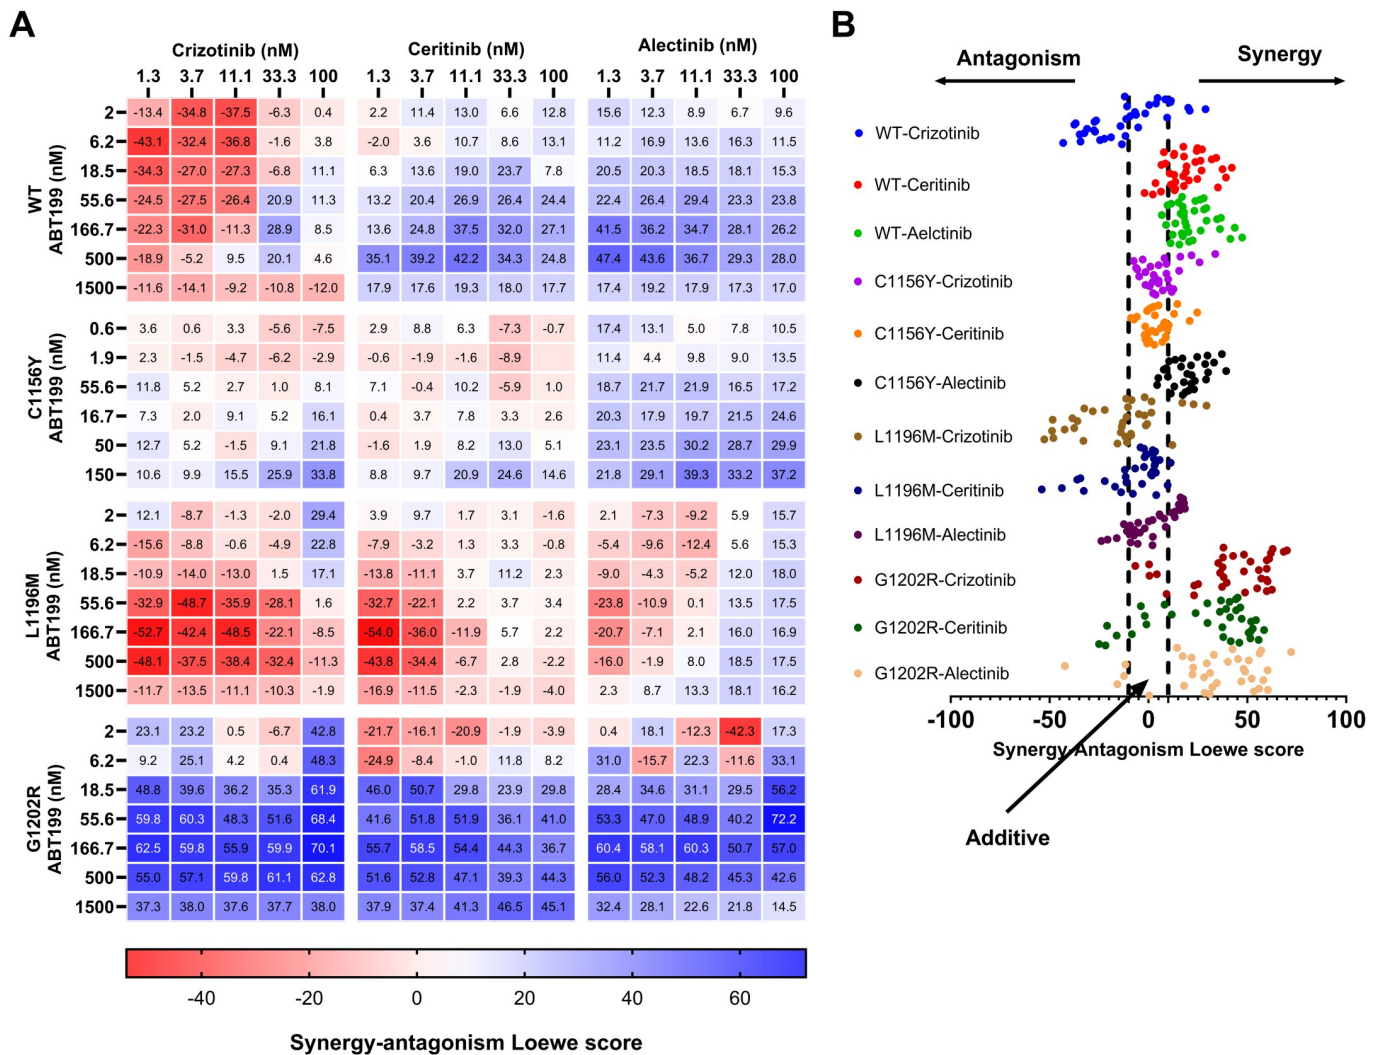 A
B
Crizotinib (nM) Ceritinib (nM) Alectinib (nM)
1.3 3.7 11.1 33.3 100 1.3 3.7 11.1 33.3 100 1.3 3.7 11.1 33.3 100
WT
ABT199 (nM)
2 -13.4 -34.8 -37.5 -6.3 0.4 2.2 11.4 13.0 6.6 12.8 15.6 12.3 8.9 6.7 9.6
6.2 -43.1 -32.4 -36.8 -1.6 3.8 -2.0 3.6 10.7 8.6 13.1 11.2 16.9 13.6 16.3 11.5
18.5 -34.3 -27.0 -27.3 -6.8 11.1 6.3 13.6 19.0 23.7 7.8 20.5 20.3 18.5 18.1 15.3
55.6 -24.5 -27.5 -26.4 20.9 11.3 13.2 20.4 26.9 26.4 24.4 22.4 26.4 29.4 23.3 23.8
166.7 -22.3 -31.0 -11.3 28.9 8.5 13.6 24.8 37.5 32.0 27.1 41.5 36.2 34.7 28.1 26.2
500 -18.9 -5.2 9.5 20.1 4.6 35.1 39.2 42.2 34.3 24.8 47.4 43.6 36.7 29.3 28.0
1500 -11.6 -14.1 -9.2 -10.8 -12.0 17.9 17.6 19.3 18.0 17.7 17.4 19.2 17.9 17.3 17.0
C1156Y
ABT199 (nM)
0.6 3.6 0.6 3.3 -5.6 -7.5 2.9 8.8 6.3 -7.3 -0.7 17.4 13.1 5.0 7.8 10.5
1.9 2.3 -1.5 -4.7 -6.2 -2.9 -0.6 -1.9 -1.6 -8.9 11.4 4.4 9.8 9.0 13.5
55.6 11.8 5.2 2.7 1.0 8.1 7.1 -0.4 10.2 -5.9 1.0 18.7 21.7 21.9 16.5 17.2
16.7 7.3 2.0 9.1 5.2 16.1 0.4 3.7 7.8 3.3 2.6 20.3 17.9 19.7 21.5 24.6
50 12.7 5.2 -1.5 9.1 21.8 -1.6 1.9 8.2 13.0 5.1 23.1 23.5 30.2 28.7 29.9
150 10.6 9.9 15.5 25.9 33.8 8.8 9.7 20.9 24.6 14.6 21.8 29.1 39.3 33.2 37.2
L1196M
ABT199 (nM)
2 12.1 -8.7 -1.3 -2.0 29.4 3.9 9.7 1.7 3.1 -1.6 2.1 -7.3 -9.2 5.9 15.7
6.2 -15.6 -8.8 -0.6 -4.9 22.8 -7.9 -3.2 1.3 3.3 -0.8 -5.4 -9.6 -12.4 5.6 15.3
18.5 -10.9 -14.0 -13.0 1.5 17.1 -13.8 -11.1 3.7 11.2 2.3 -9.0 -4.3 -5.2 12.0 18.0
55.6 -32.9 -48.7 -35.9 -28.1 1.6 -32.7 -22.1 2.2 3.7 3.4 -23.8 -10.9 0.1 13.5 17.5
166.7 -52.7 -42.4 -48.5 -22.1 -8.5 -54.0 -36.0 -11.9 5.7 2.2 -20.7 -7.1 2.1 16.0 16.9
500 -48.1 -37.5 -38.4 -32.4 -11.3 -43.8 -34.4 -6.7 2.8 -2.2 -16.0 -1.9 8.0 18.5 17.5
1500 -11.7 -13.5 -11.1 -10.3 -1.9 -16.9 -11.5 -2.3 -1.9 -4.0 2.3 8.7 13.3 18.1 16.2
G1202R
ABT199 (nM)
2 23.1 23.2 0.5 -6.7 42.8 -21.7 -16.1 -20.9 -1.9 -3.9 0.4 18.1 -12.3 -42.3 17.3
6.2 9.2 25.1 4.2 0.4 48.3 -24.9 -8.4 -1.0 11.8 8.2 31.0 -15.7 22.3 -11.6 33.1
18.5 48.8 39.6 36.2 35.3 61.9 46.0 50.7 29.8 23.9 29.8 28.4 34.6 31.1 29.5 56.2
55.6 59.8 60.3 48.3 51.6 68.4 41.6 51.8 51.9 36.1 41.0 53.3 47.0 48.9 40.2 72.2
166.7 62.5 59.8 55.9 59.9 70.1 55.7 58.5 54.4 44.3 36.7 60.4 58.1 60.3 50.7 57.0
500 55.0 57.1 59.8 61.1 62.8 51.6 52.8 47.1 39.3 44.3 56.0 52.3 48.2 45.3 42.6
1500 37.3 38.0 37.6 37.7 38.0 37.9 37.4 41.3 46.5 45.1 32.4 28.1 22.6 21.8 14.5
-40 -20 0 20 40 60
Synergy-antagonism Loewe score
Antagonism Synergy
WT-Crizotinib
WT-Ceritinib
WT-Aelctinib
C1156Y-Crizotinib
C1156Y-Ceritinib
C1156Y-Alectinib
L1196M-Crizotinib
L1196M-Ceritinib
L1196M-Alectinib
G1202R-Crizotinib
G1202R-Ceritinib
G1202R-Alectinib
-100 -50 0 50 100
Synergy-Antagonism Loewe score
Additive